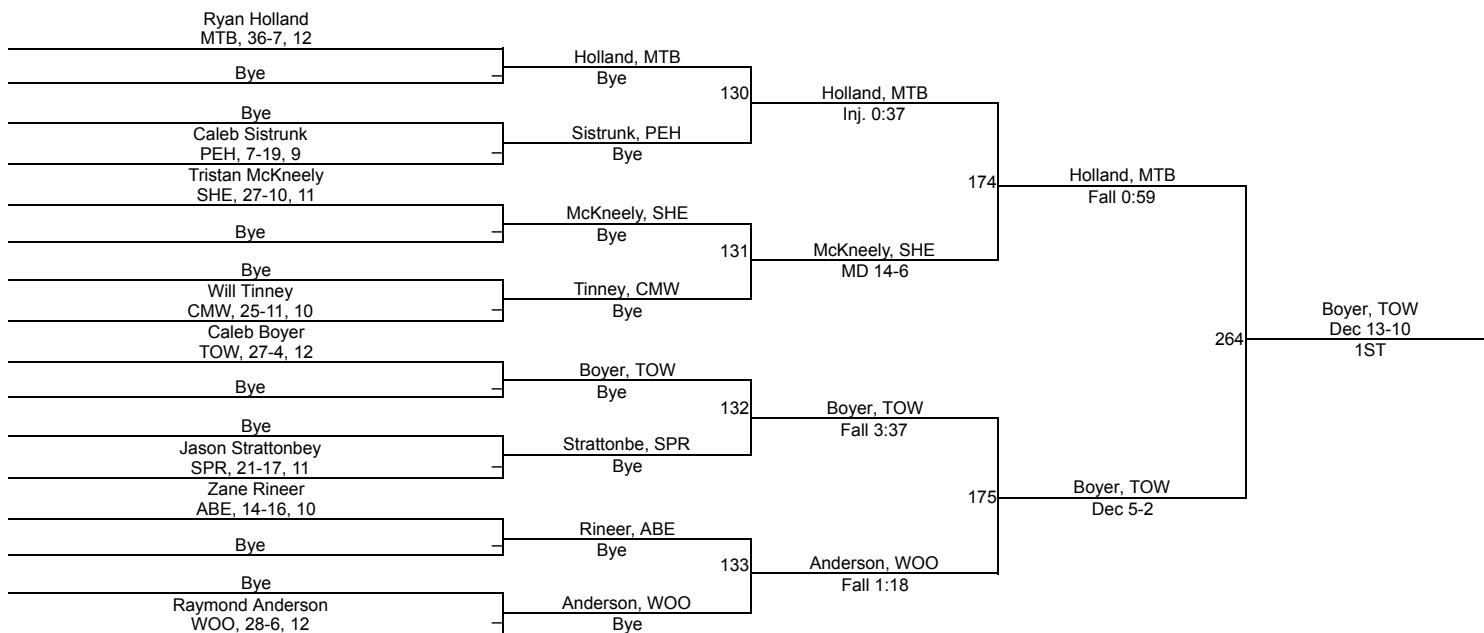 Ryan Holland
MTB, 36-7, 12
Bye
Bye
Caleb Sistrunk
PEH, 7-19, 9
Tristan McKneely
SHE, 27-10, 11
Bye
Bye
Will Tinney
CMW, 25-11, 10
Caleb Boyer
TOW, 27-4, 12
Bye
Bye
Jason Strattonbey
SPR, 21-17, 11
Zane Rineer
ABE, 14-16, 10
Bye
Bye
Raymond Anderson
WOO, 28-6, 12
Holland, MTB
Bye
130
Sistrunk, PEH
Bye
McKneely, SHE
Bye
131
Tinney, CMW
Bye
Boyer, TOW
Bye
132
Strattonbe, SPR
Bye
Rineer, ABE
Bye
133
Anderson, WOO
Bye
Holland, MTB
Inj. 0:37
174
McKneely, SHE
MD 14-6
Boyer, TOW
Fall 3:37
175
Anderson, WOO
Fall 1:18
Holland, MTB
Fall 0:59
264
Boyer, TOW
Dec 5-2
Boyer, TOW
Dec 13-10
1ST